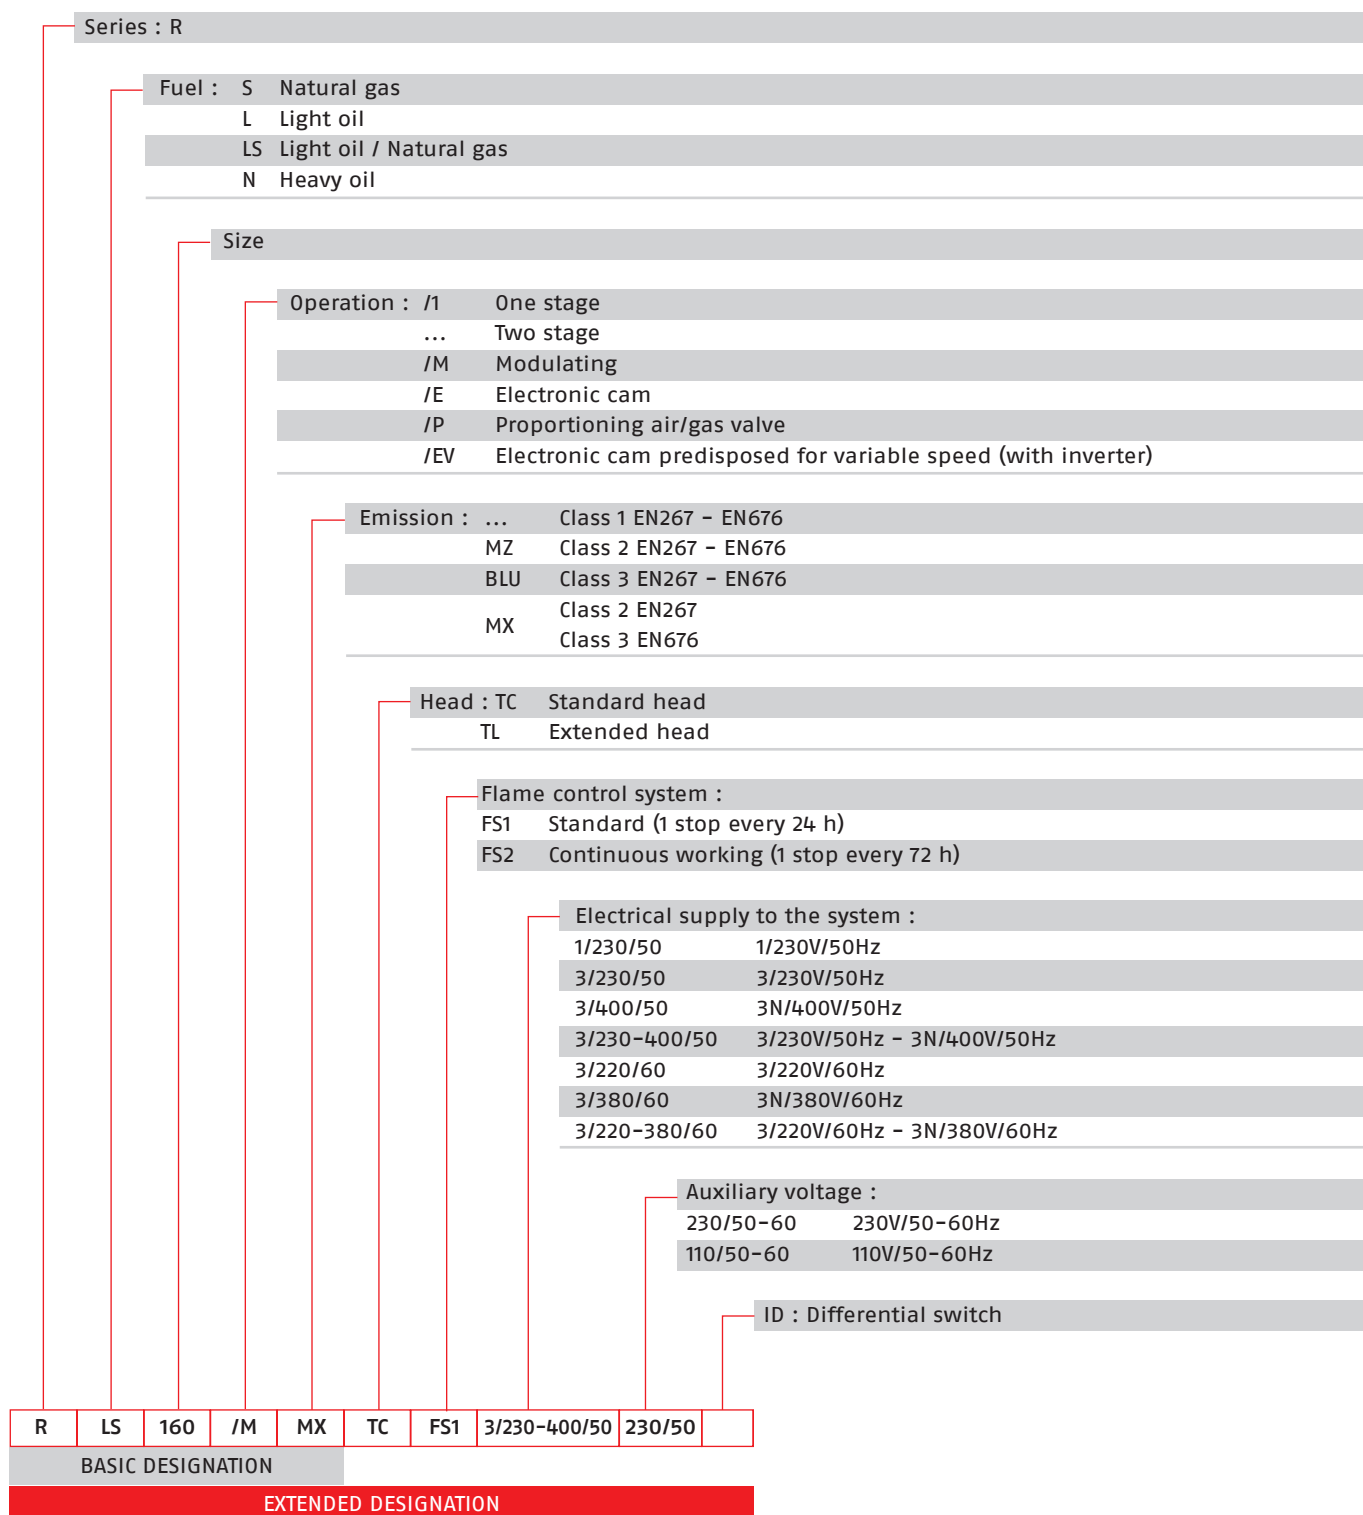 Series : R
Fuel : S Natural gas
L Light oil
LS Light oil / Natural gas
N Heavy oil
Size
Operation : /1 One stage
... Two stage
/M Modulating
/E Electronic cam
/P Proportioning air/gas valve
/EV Electronic cam predisposed for variable speed (with inverter)
Emission : ... Class 1 EN267 - EN676
MZ Class 2 EN267 - EN676
BLU Class 3 EN267 - EN676
MX Class 2 EN267
Class 3 EN676
Head : TC Standard head
TL Extended head
Flame control system :
FS1 Standard (1 stop every 24 h)
FS2 Continuous working (1 stop every 72 h)
Electrical supply to the system :
1/230/50 1/230V/50Hz
3/230/50 3/230V/50Hz
3/400/50 3N/400V/50Hz
3/230-400/50 3/230V/50Hz - 3N/400V/50Hz
3/220/60 3/220V/60Hz
3/380/60 3N/380V/60Hz
3/220-380/60 3/220V/60Hz - 3N/380V/60Hz
Auxiliary voltage :
230/50-60 230V/50-60Hz
110/50-60 110V/50-60Hz
ID : Differential switch
R LS 160 /M MX TC FS1 3/230-400/50 230/50
BASIC DESIGNATION
EXTENDED DESIGNATION